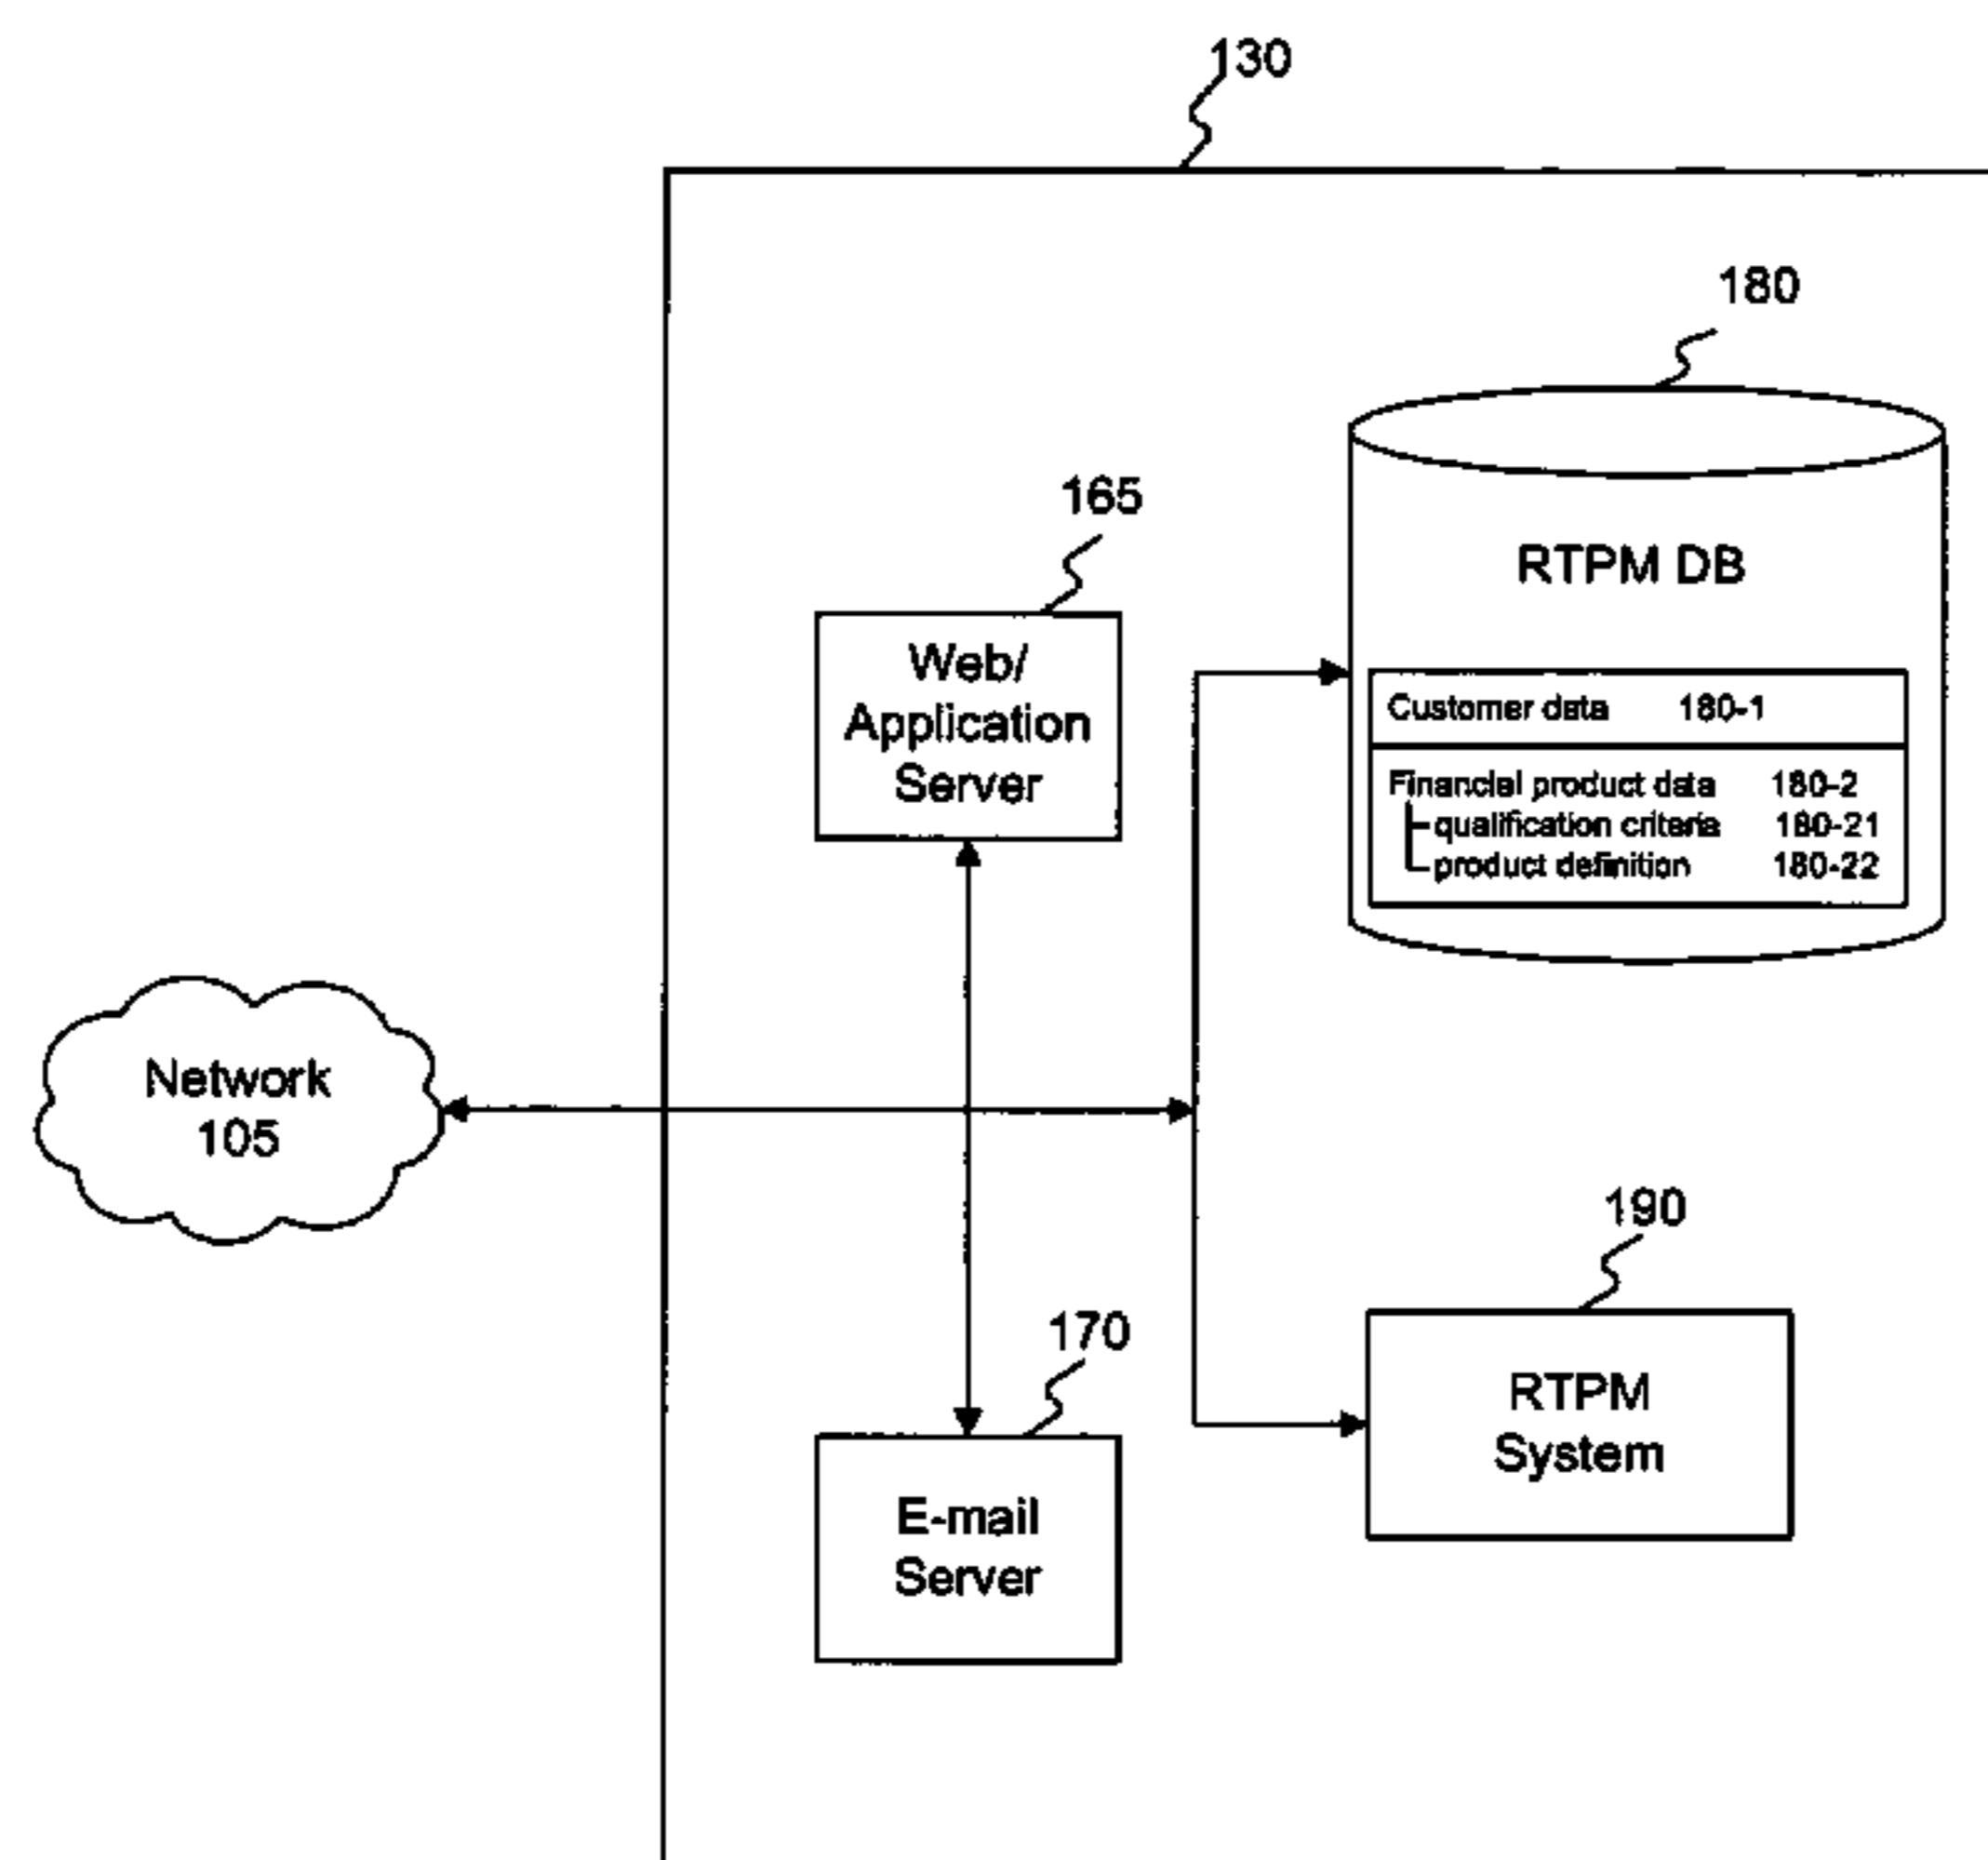 130
180
RTPM DB
Customer data 180-1
Financial product data 180-2
qualification criteria 180-21
product definition 180-22
165
Web/
Application
Server
Network
105
190
RTPM
System
170
E-mail
Server